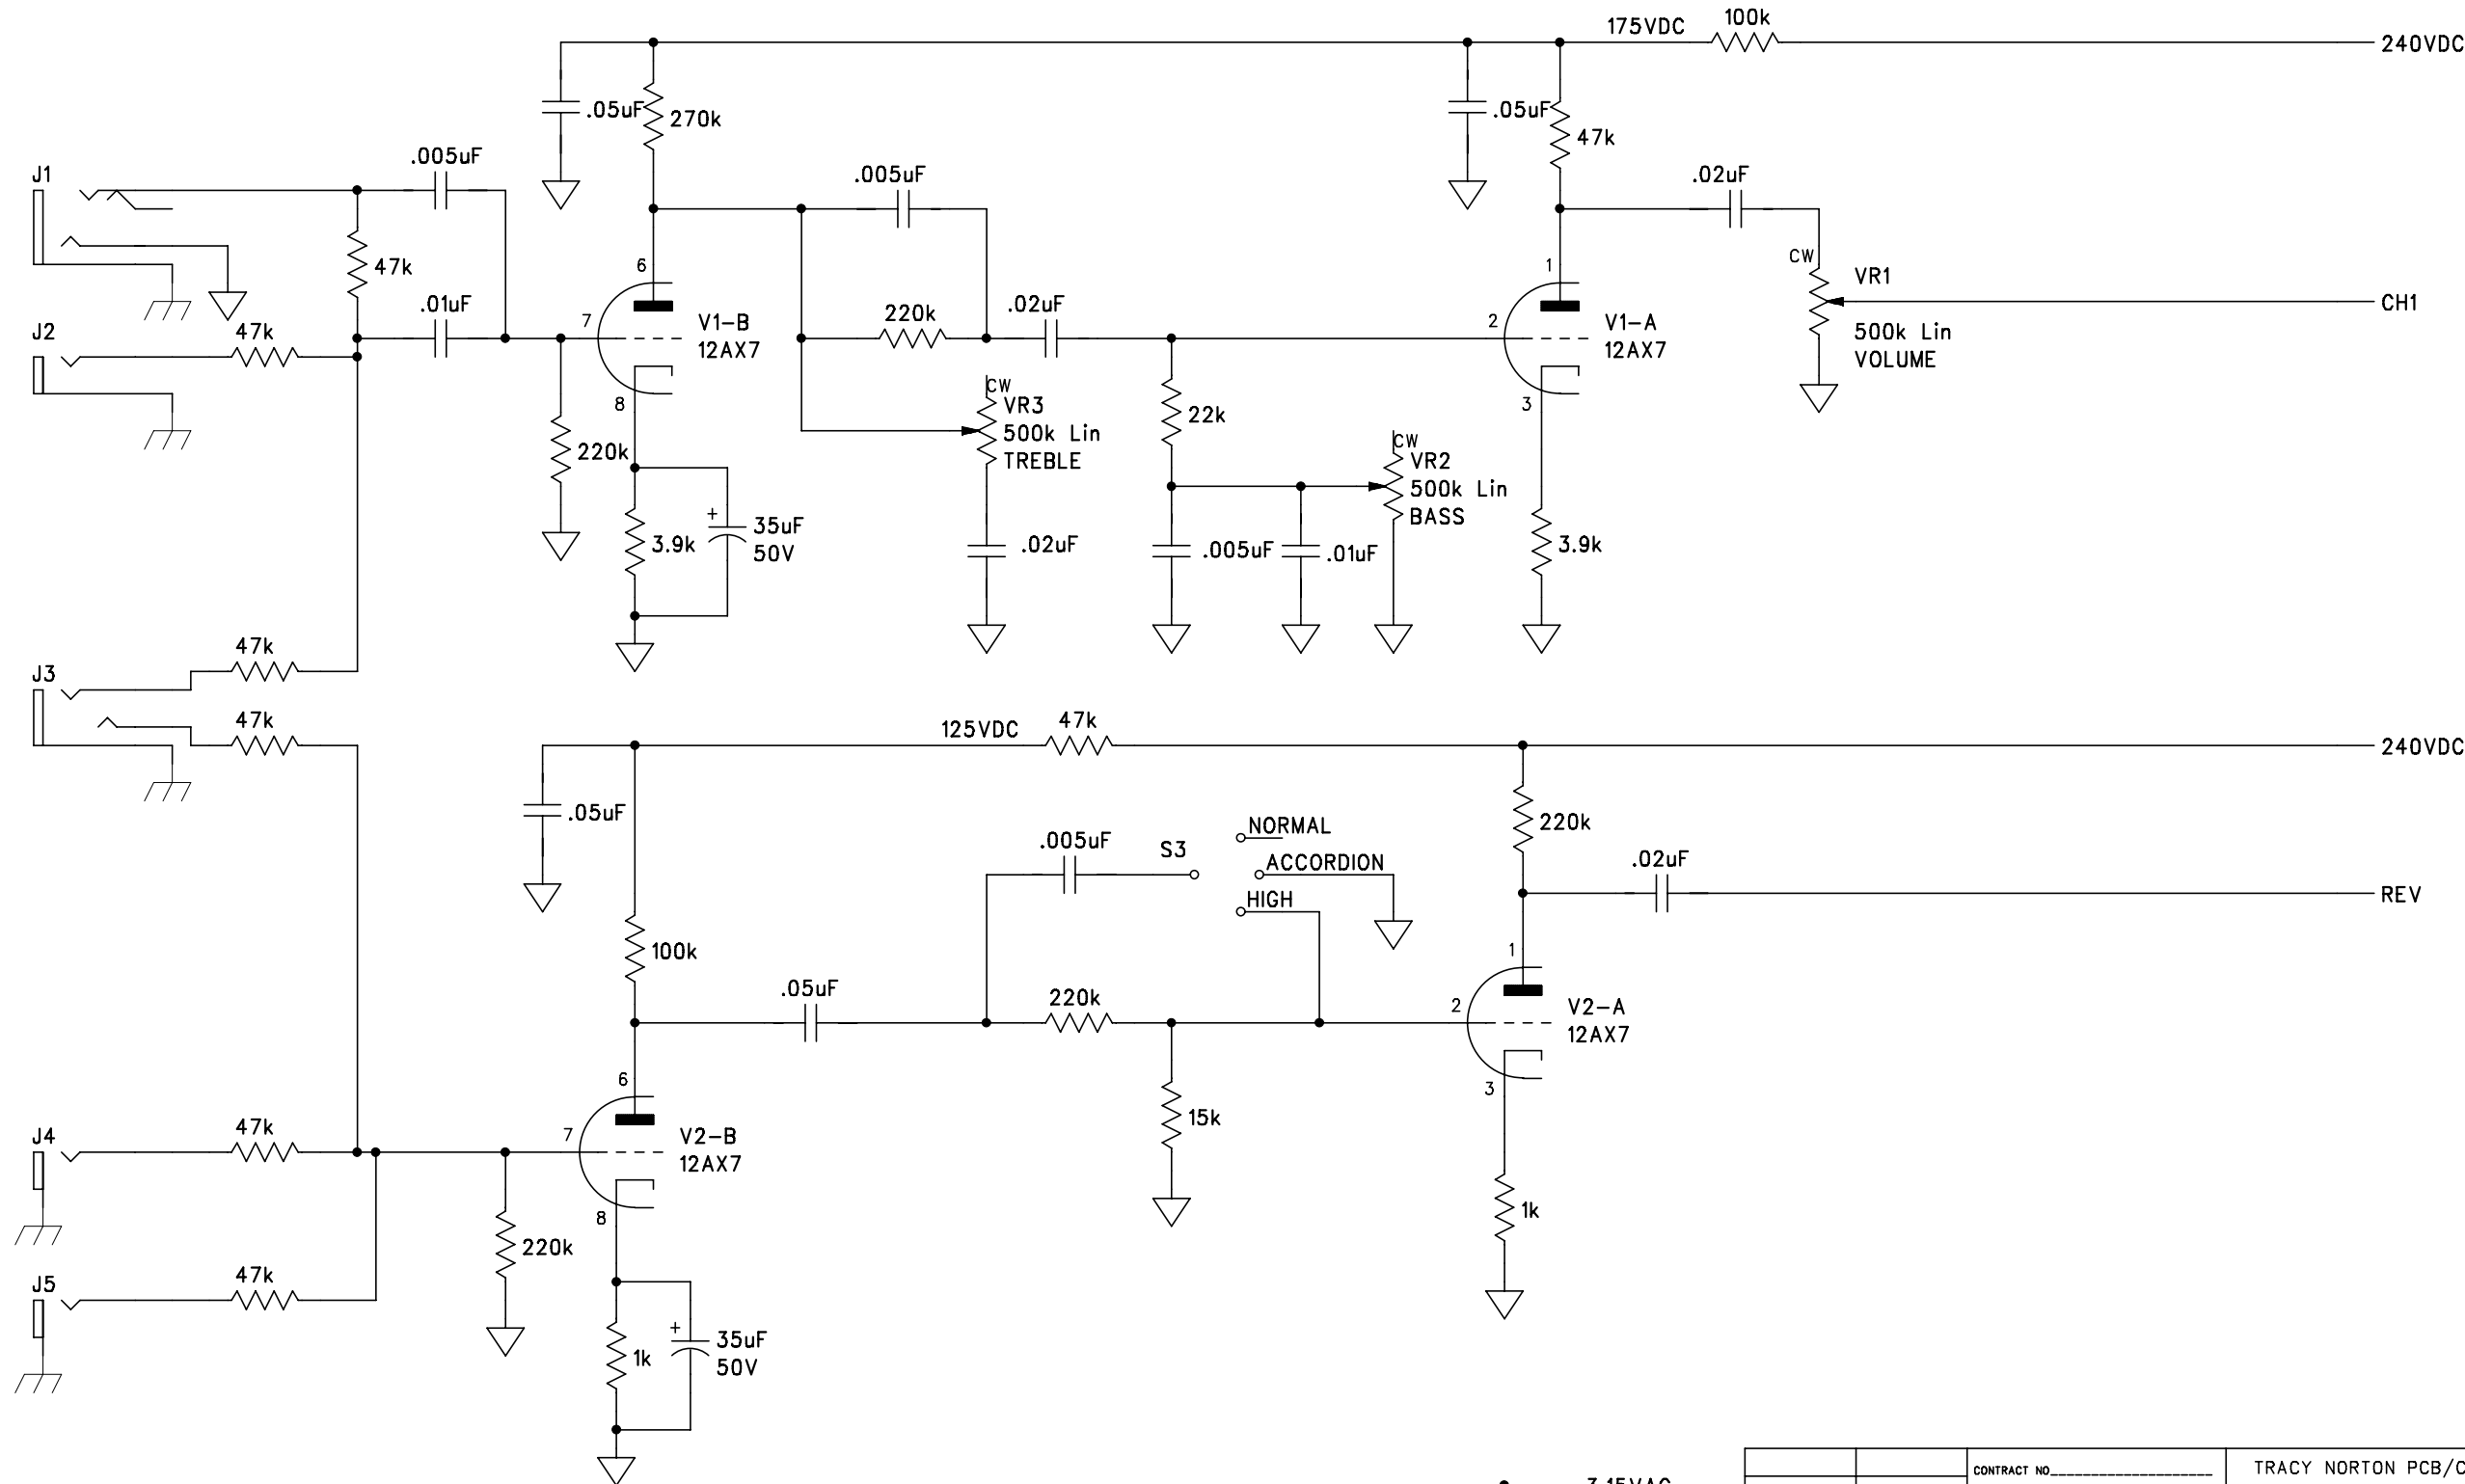 175VDC
100k
240VDC
.05uF
270k
.05uF
47k
J1
.005uF
.005uF
.02uF
47k
6
1
CW
VR1
CH1
.01uF
J2
47k
7
V1-B
12AX7
220k
.02uF
2
V1-A
12AX7
500k Lin
VOLUME
8
CW
VR3
500k Lin
TREBLE
22k
3
CW
VR2
500k Lin
BASS
220k
+
35uF
50V
3.9k
.02uF
.005uF
.01uF
3.9k
47k
J3
47k
125VDC
47k
240VDC
.05uF
220k
.005uF
S3
NORMAL
ACCORDION
HIGH
.02uF
REV
100k
1
.05uF
220k
2
V2-A
12AX7
6
3
J4
47k
7
V2-B
12AX7
15k
8
1k
220k
J5
47k
+
35uF
50V
1k
3.15VAC
CONTRACT NO
TRACY NORTON PCB/C